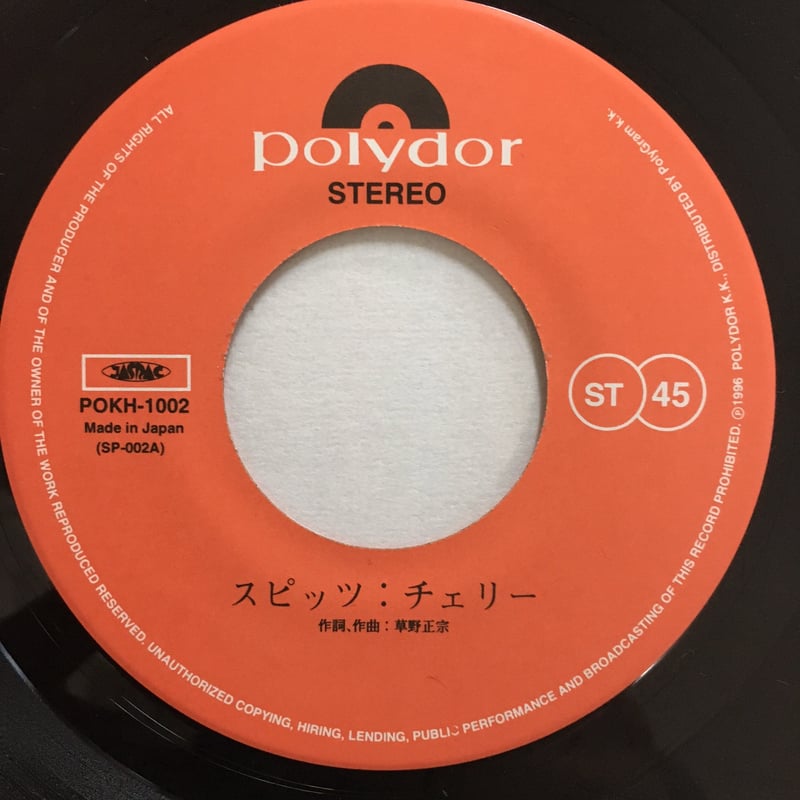 polydor
STEREO
JASRAC
POKH-1002
Made in Japan
(SP-002A)
ST 45
スピッツ：チェリー
作詞、作曲：草野正宗
ALL RIGHTS OF THE PRODUCER AND OF THE OWNER OF THE WORK REPRODUCED RESERVED. UNAUTHORIZED COPYING, HIRING, LENDING, PUBLIC PERFORMANCE AND BROADCASTING OF THIS RECORD PROHIBITED. ℗1996 POLYDOR K.K., DISTRIBUTED BY PolyGram k.k.